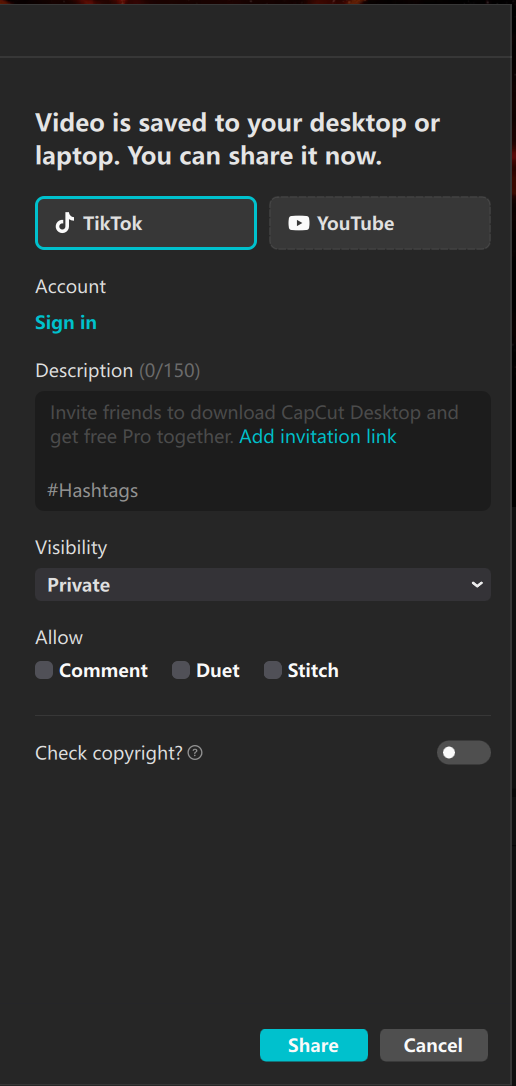 Video is saved to your desktop or
laptop. You can share it now.
TikTok
YouTube
Account
Sign in
Description (0/150)
Invite friends to download CapCut Desktop and
get free Pro together. Add invitation link
#Hashtags
Visibility
Private
Allow
Comment
Duet
Stitch
Check copyright? ?
Share
Cancel